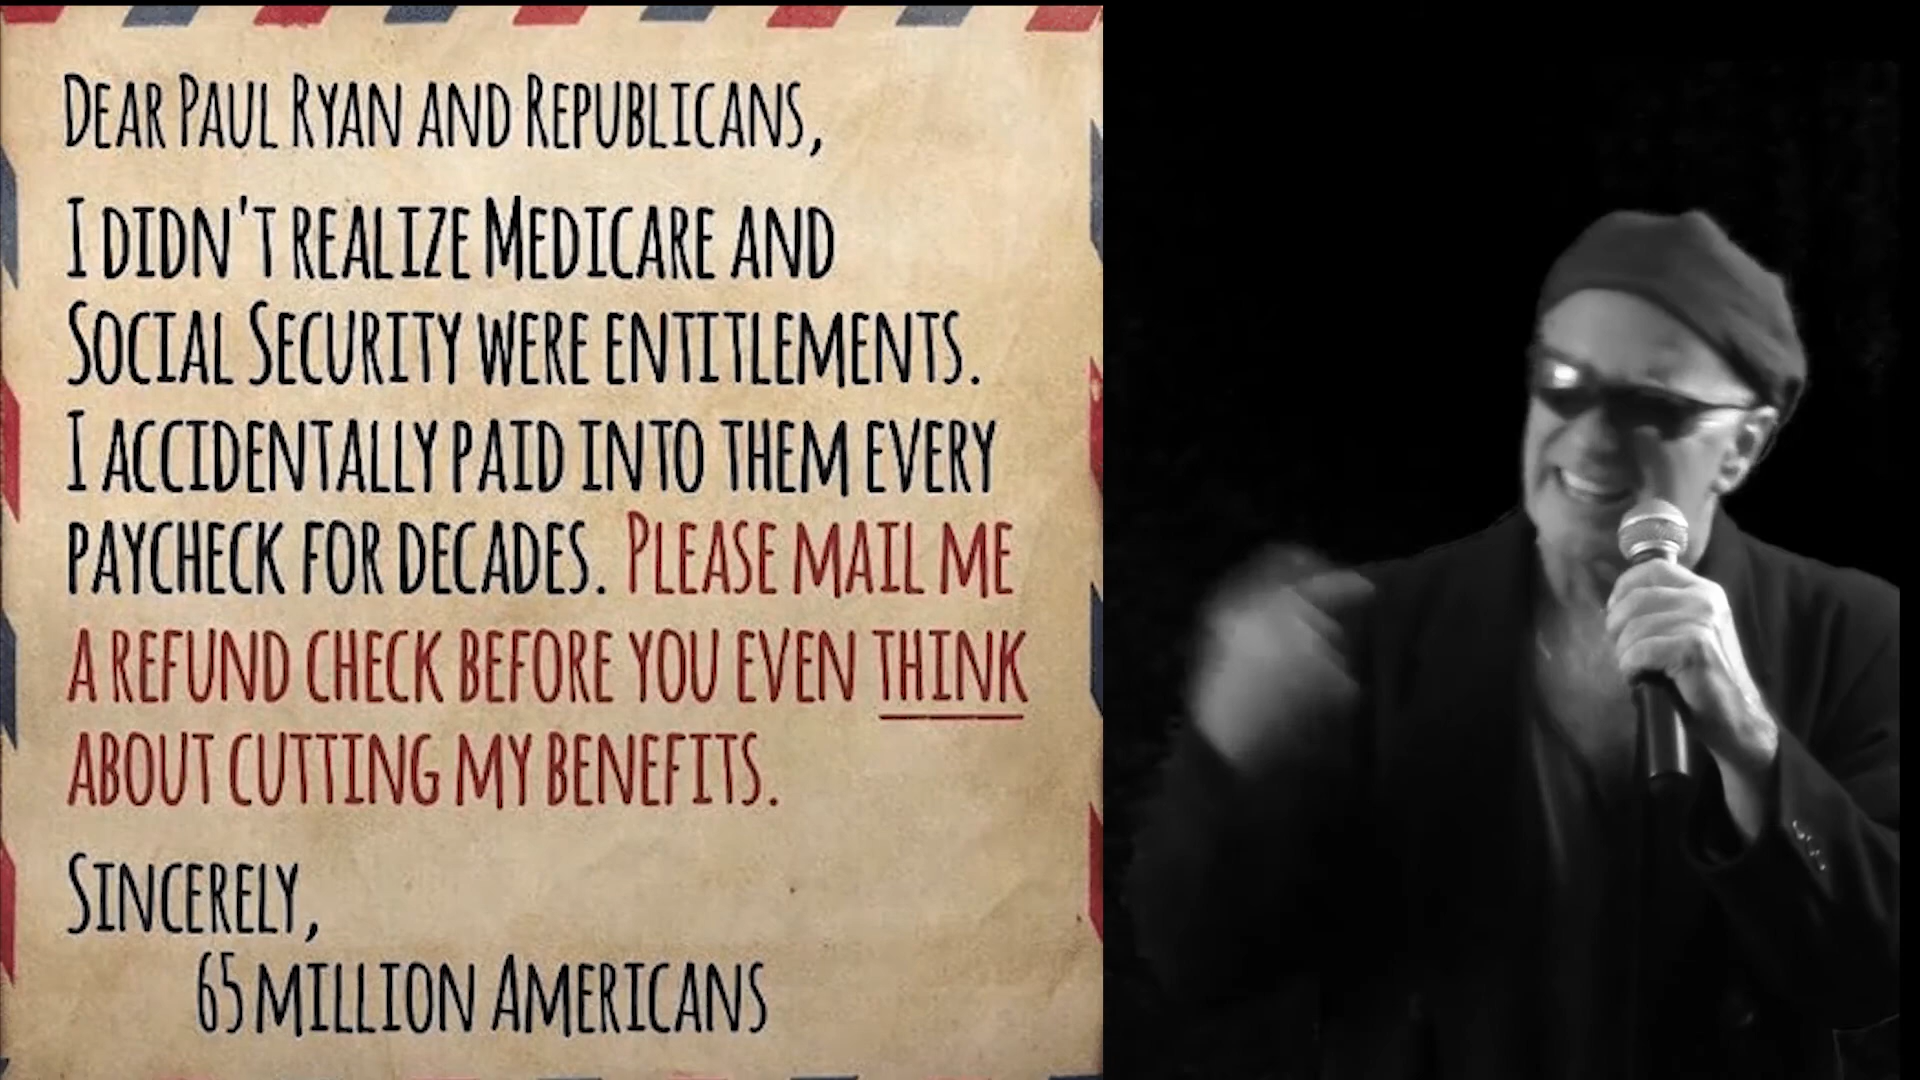 DEAR PAUL RYAN AND REPUBLICANS,
I DIDN'T REALIZE MEDICARE AND
SOCIAL SECURITY WERE ENTITLEMENTS.
I ACCIDENTALLY PAID INTO THEM EVERY
PAYCHECK FOR DECADES. PLEASE MAIL ME
A REFUND CHECK BEFORE YOU EVEN THINK
ABOUT CUTTING MY BENEFITS.
SINCERELY,
65 MILLION AMERICANS